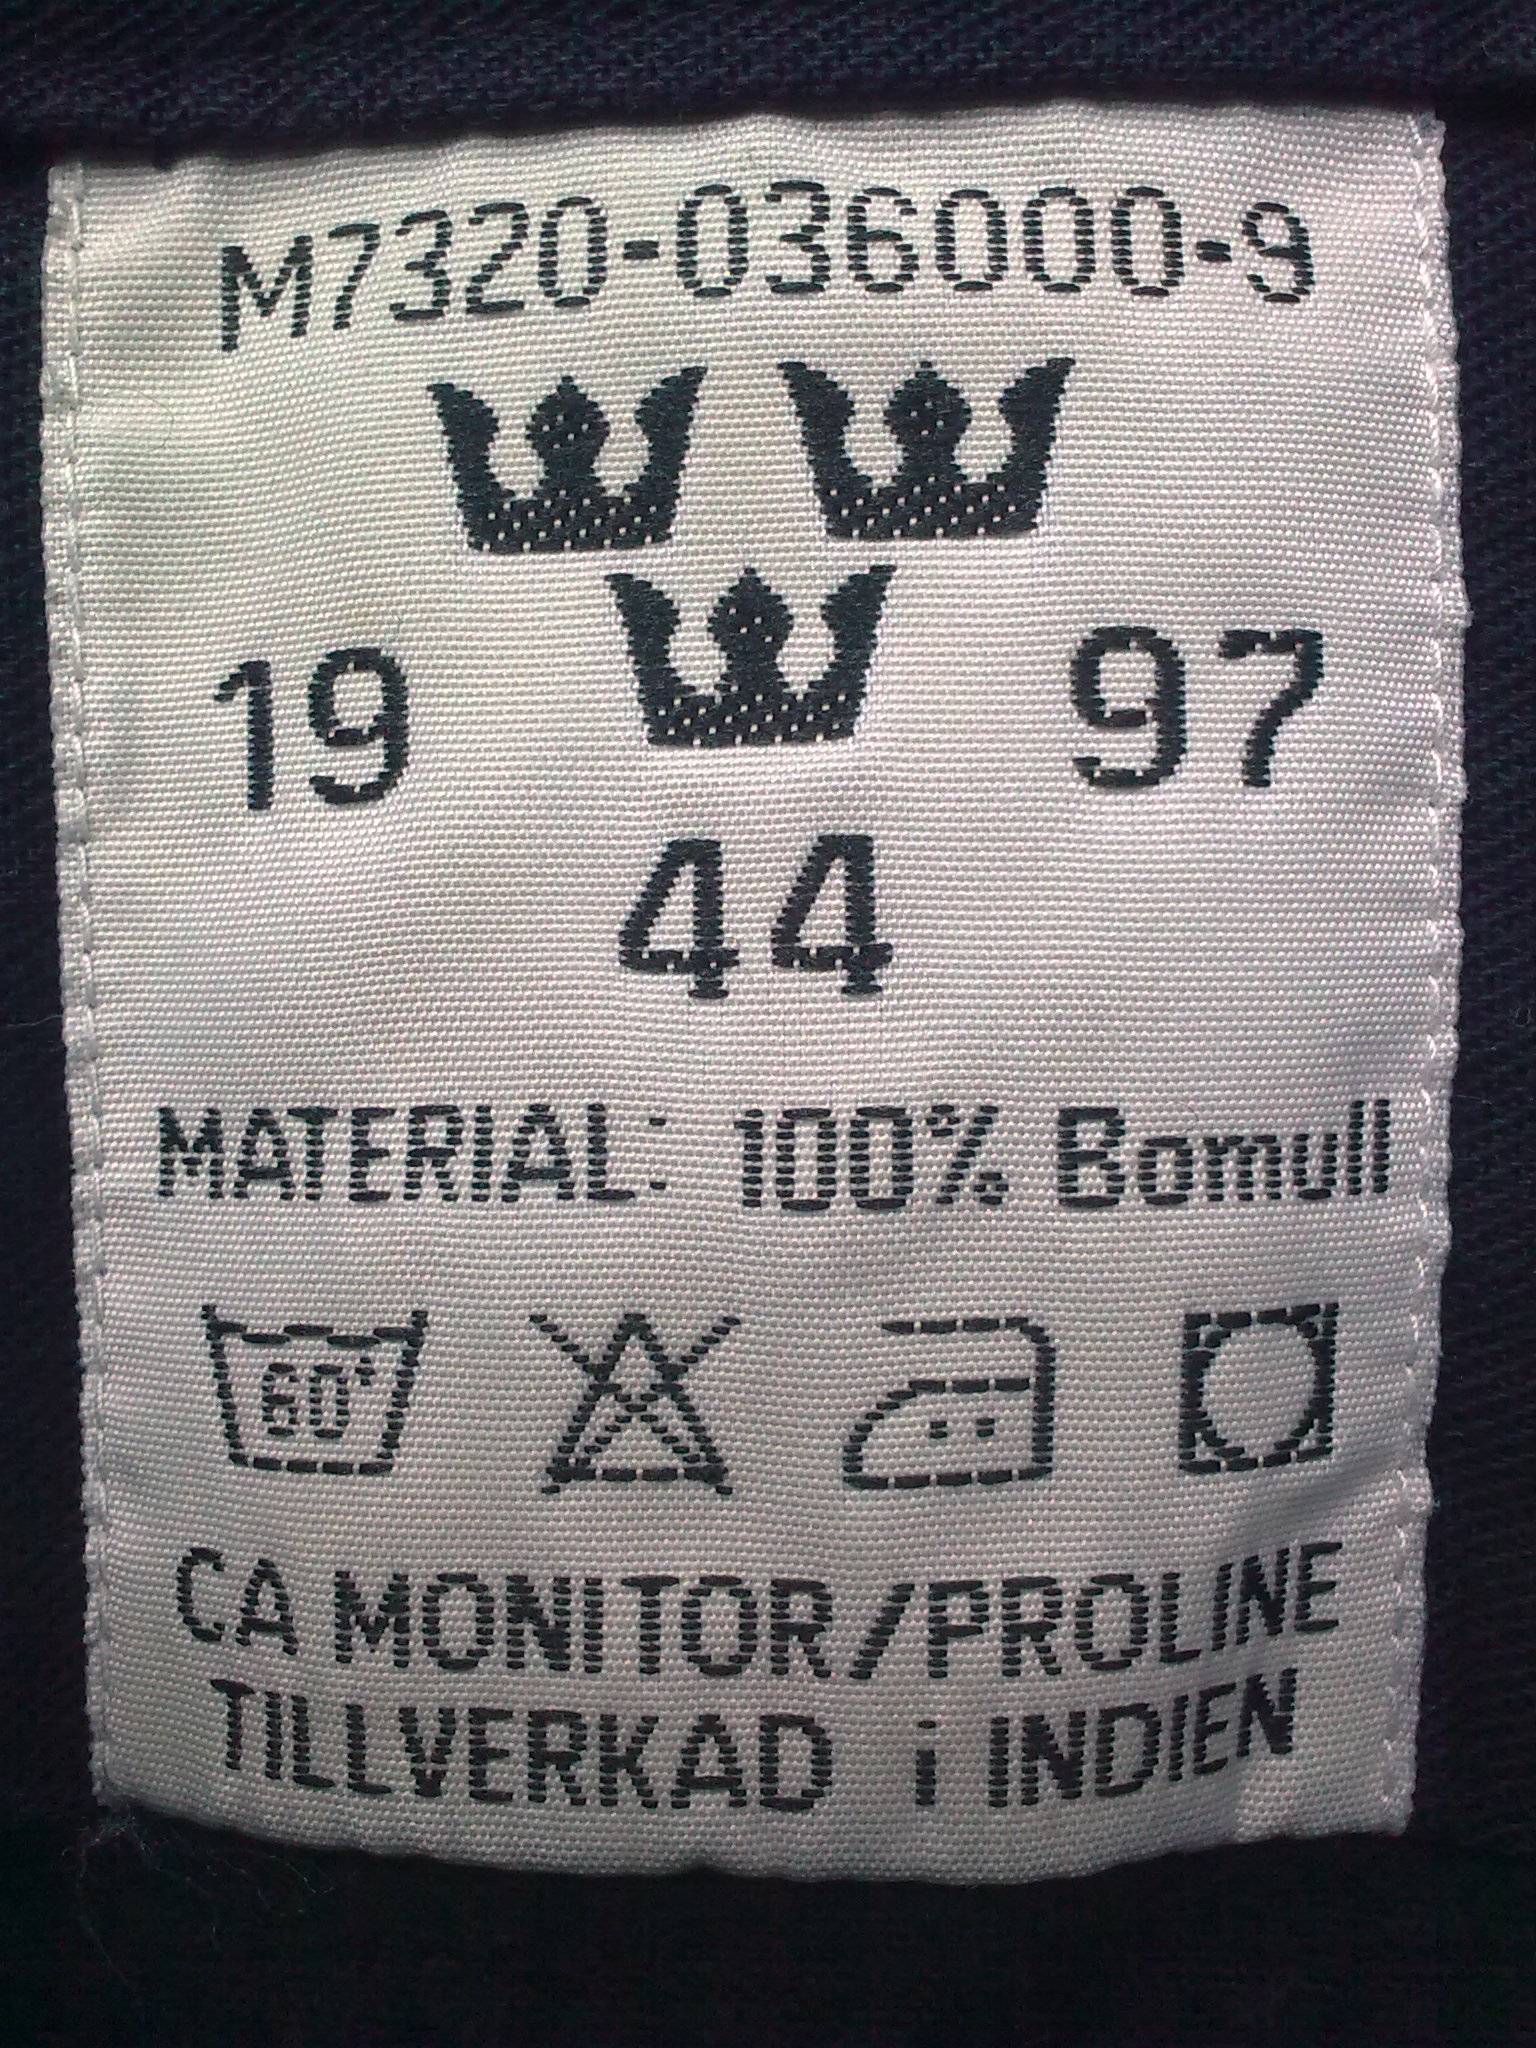 M7320-036000-9
19 97
44
MATERIAL: 100% Bomull
60°
CA MONITOR/PROLINE
TILLVERKAD i INDIEN